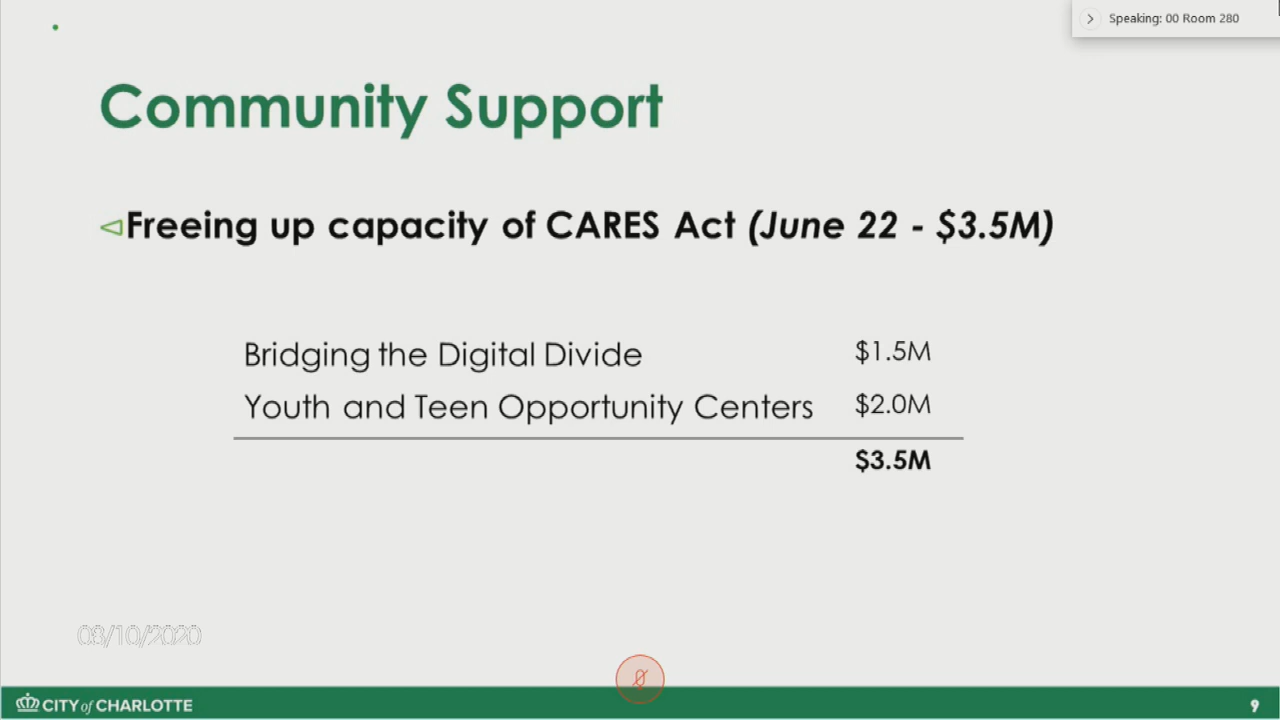 Speaking: 00 Room 280
Community Support
Freeing up capacity of CARES Act (June 22 - $3.5M)
Bridging the Digital Divide $1.5M
Youth and Teen Opportunity Centers $2.0M
$3.5M
08/10/2020
CITY of CHARLOTTE 9